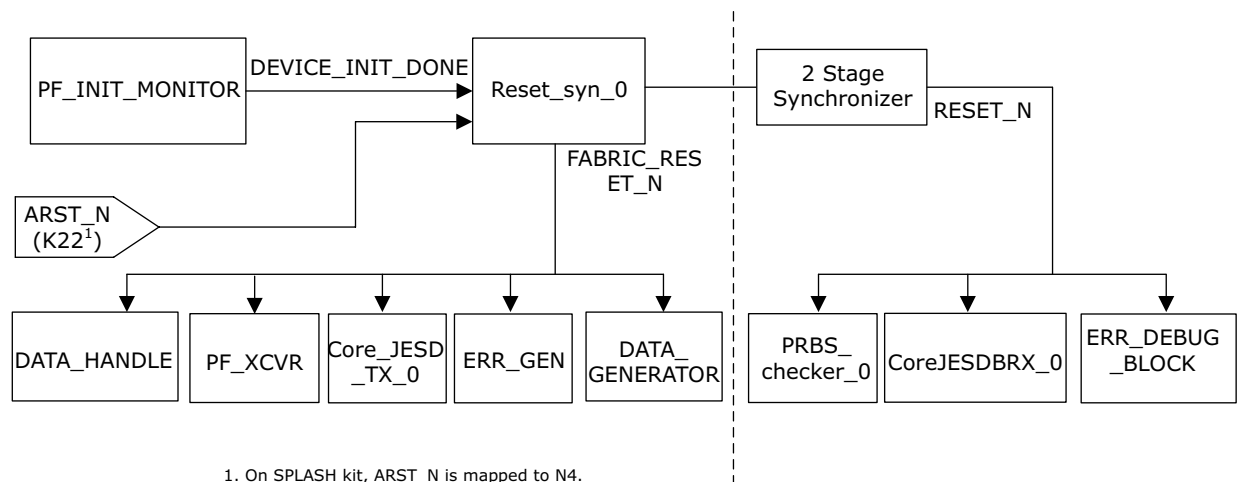 PF_INIT_MONITOR
DEVICE_INIT_DONE
Reset_syn_0
2 Stage
Synchronizer
RESET_N
FABRIC_RES
ET_N
ARST_N
(K22¹)
DATA_HANDLE
PF_XCVR
Core_JESD
_TX_0
ERR_GEN
DATA_
GENERATOR
PRBS_
checker_0
CoreJESDBRX_0
ERR_DEBUG
_BLOCK
1. On SPLASH kit, ARST_N is mapped to N4.